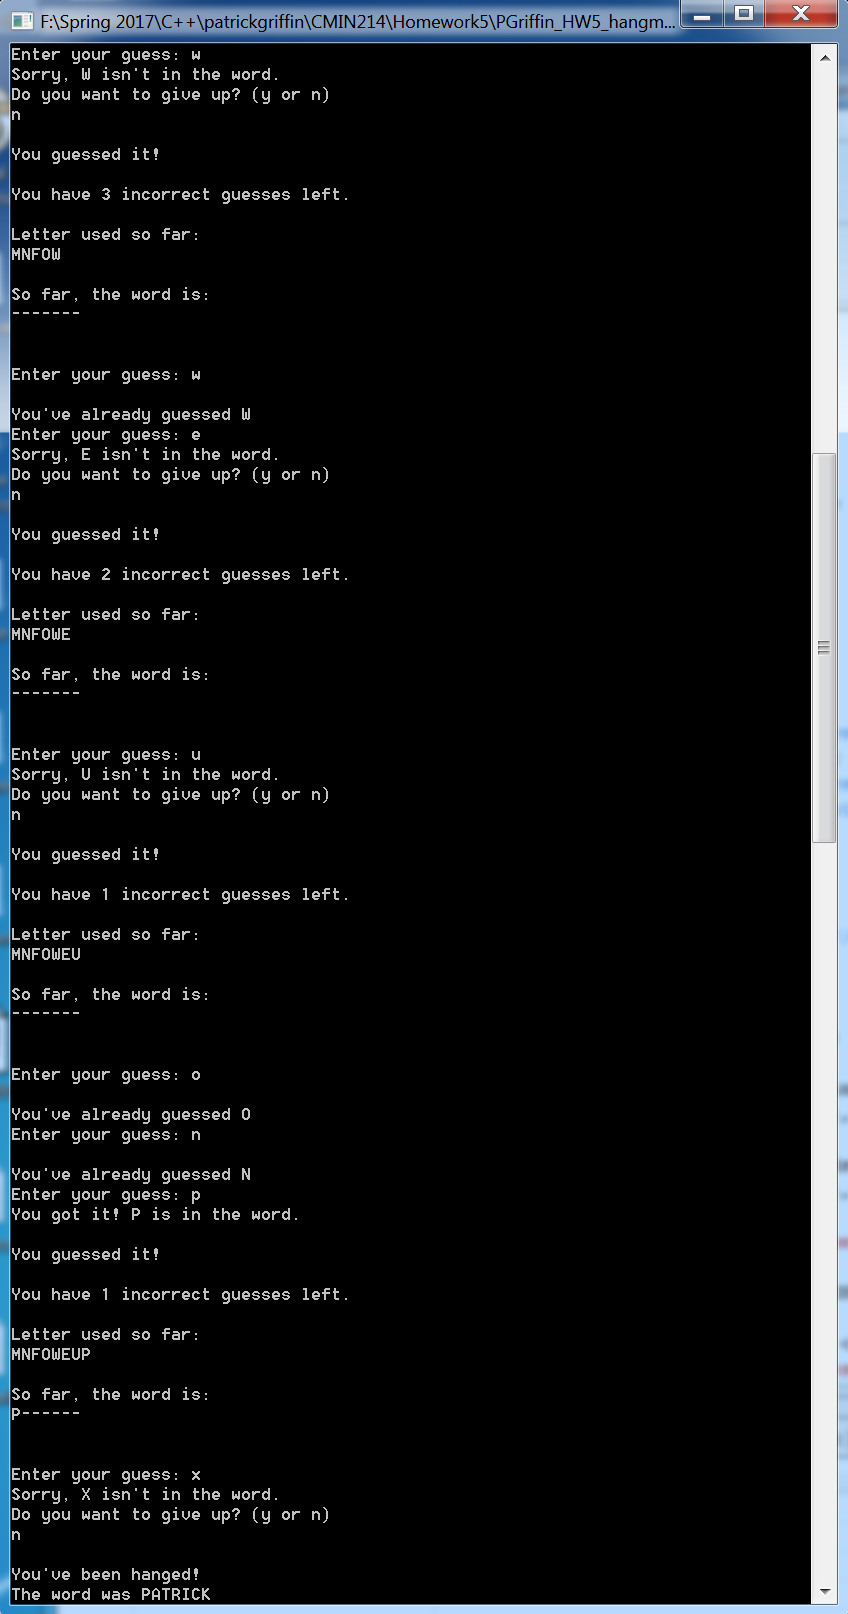 F:\Spring 2017\C++\patrickgriffin\CMIN214\Homework5\PGriffin_HW5_hangm...
Enter your guess: w
Sorry, W isn't in the word.
Do you want to give up? (y or n)
n
You guessed it!
You have 3 incorrect guesses left.
Letter used so far:
MNFOW
So far, the word is:
-------
Enter your guess: w
You've already guessed W
Enter your guess: e
Sorry, E isn't in the word.
Do you want to give up? (y or n)
n
You guessed it!
You have 2 incorrect guesses left.
Letter used so far:
MNFOWE
So far, the word is:
-------
Enter your guess: u
Sorry, U isn't in the word.
Do you want to give up? (y or n)
n
You guessed it!
You have 1 incorrect guesses left.
Letter used so far:
MNFOWEU
So far, the word is:
-------
Enter your guess: o
You've already guessed O
Enter your guess: n
You've already guessed N
Enter your guess: p
You got it! P is in the word.
You guessed it!
You have 1 incorrect guesses left.
Letter used so far:
MNFOWEUP
So far, the word is:
P------
Enter your guess: x
Sorry, X isn't in the word.
Do you want to give up? (y or n)
n
You've been hanged!
The word was PATRICK